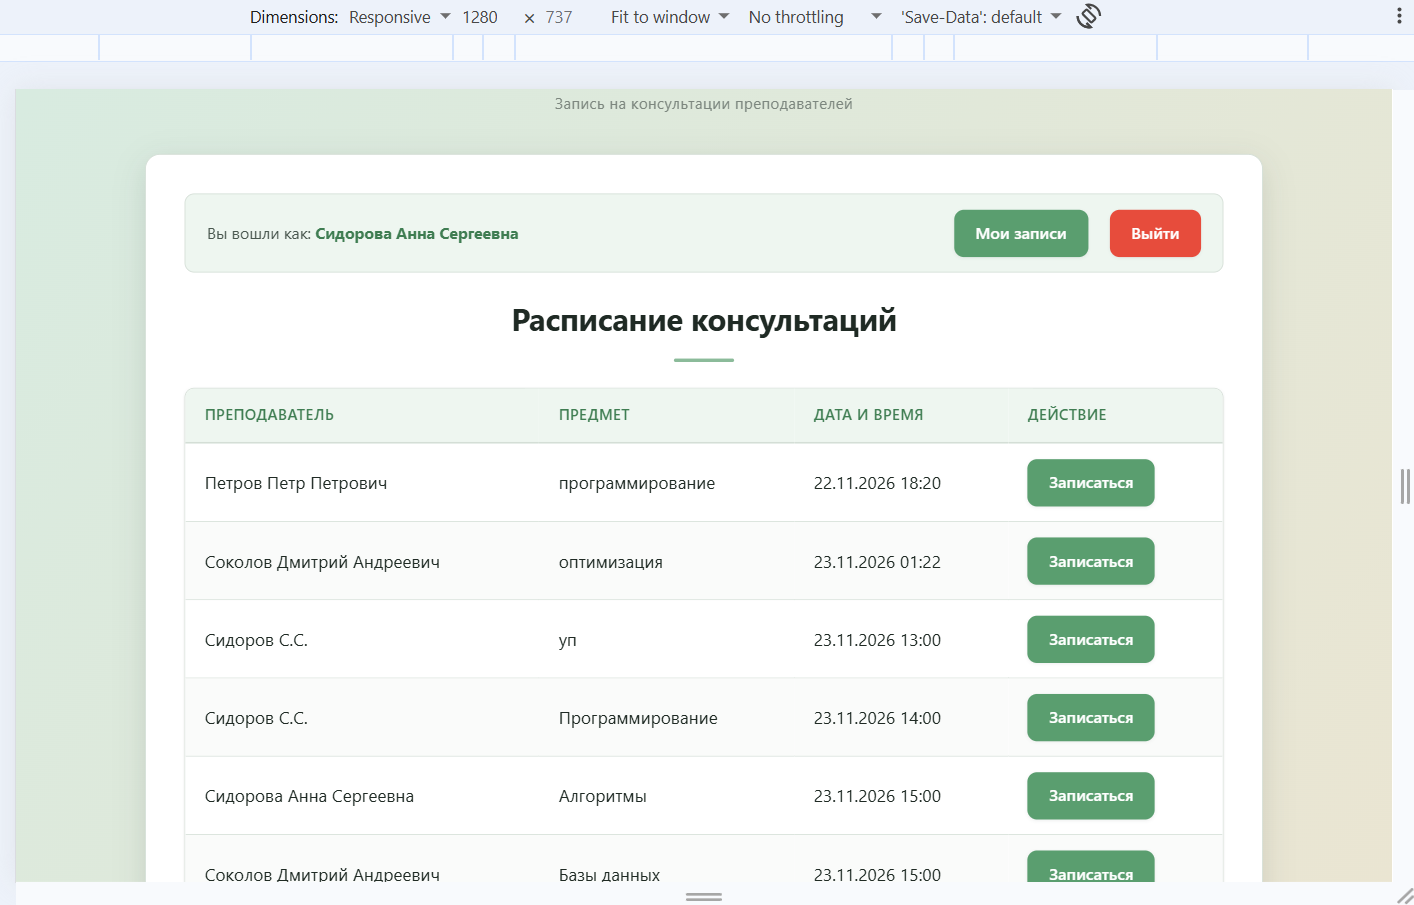 Dimensions: Responsive 1280 × 737 Fit to window No throttling 'Save-Data': default
Запись на консультации преподавателей
Вы вошли как: Сидорова Анна Сергеевна Мои записи Выйти
Расписание консультаций
ПРЕПОДАВАТЕЛЬ ПРЕДМЕТ ДАТА И ВРЕМЯ ДЕЙСТВИЕ
Петров Петр Петрович программирование 22.11.2026 18:20 Записаться
Соколов Дмитрий Андреевич оптимизация 23.11.2026 01:22 Записаться
Сидоров С.С. уп 23.11.2026 13:00 Записаться
Сидоров С.С. Программирование 23.11.2026 14:00 Записаться
Сидорова Анна Сергеевна Алгоритмы 23.11.2026 15:00 Записаться
Соколов Дмитрий Андреевич Базы данных 23.11.2026 15:00 Записаться